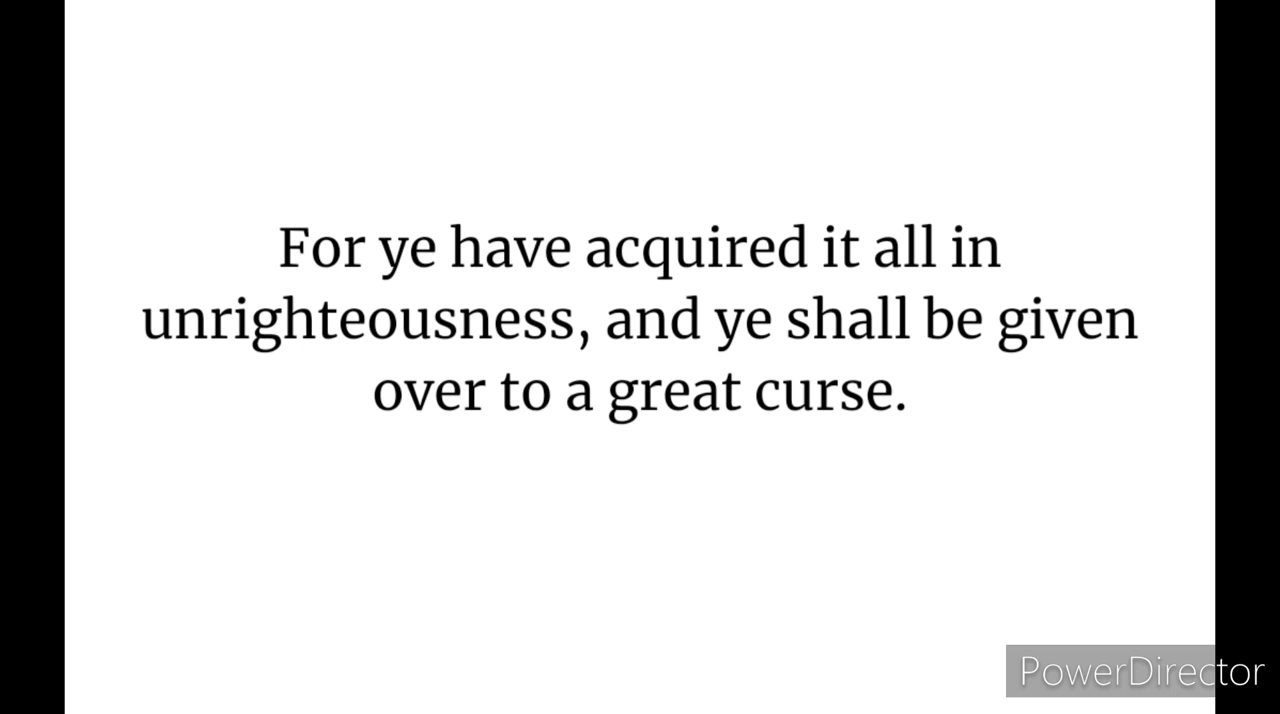 For ye have acquired it all in
unrighteousness, and ye shall be given
over to a great curse.
PowerDirector